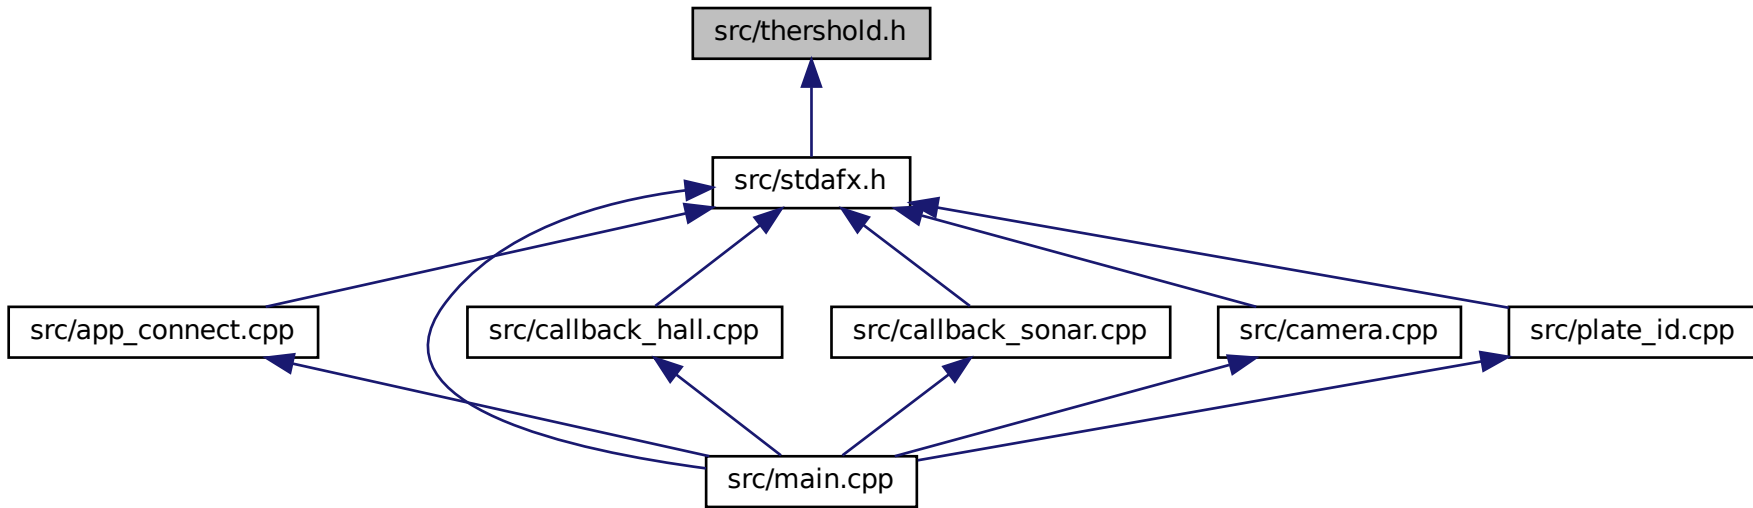 src/thershold.h
src/stdafx.h
src/app_connect.cpp
src/callback_hall.cpp
src/callback_sonar.cpp
src/camera.cpp
src/plate_id.cpp
src/main.cpp